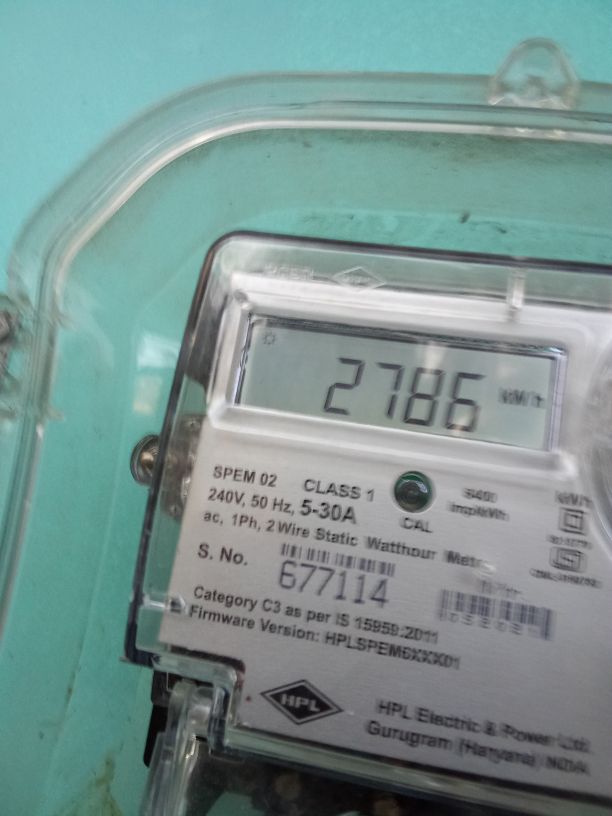 2786 kWh
SPEM 02 CLASS 1
240V, 50 Hz, 5-30A
CAL
imp/kWh
ac, 1Ph, 2 Wire Static Watthour
S. No.
677114
Category C3 as per IS 15959:2011
Firmware Version: HPLSPEM6XXX01
HPL
HPL Electric & Power Ltd.
Gurugram (Haryana) INDIA